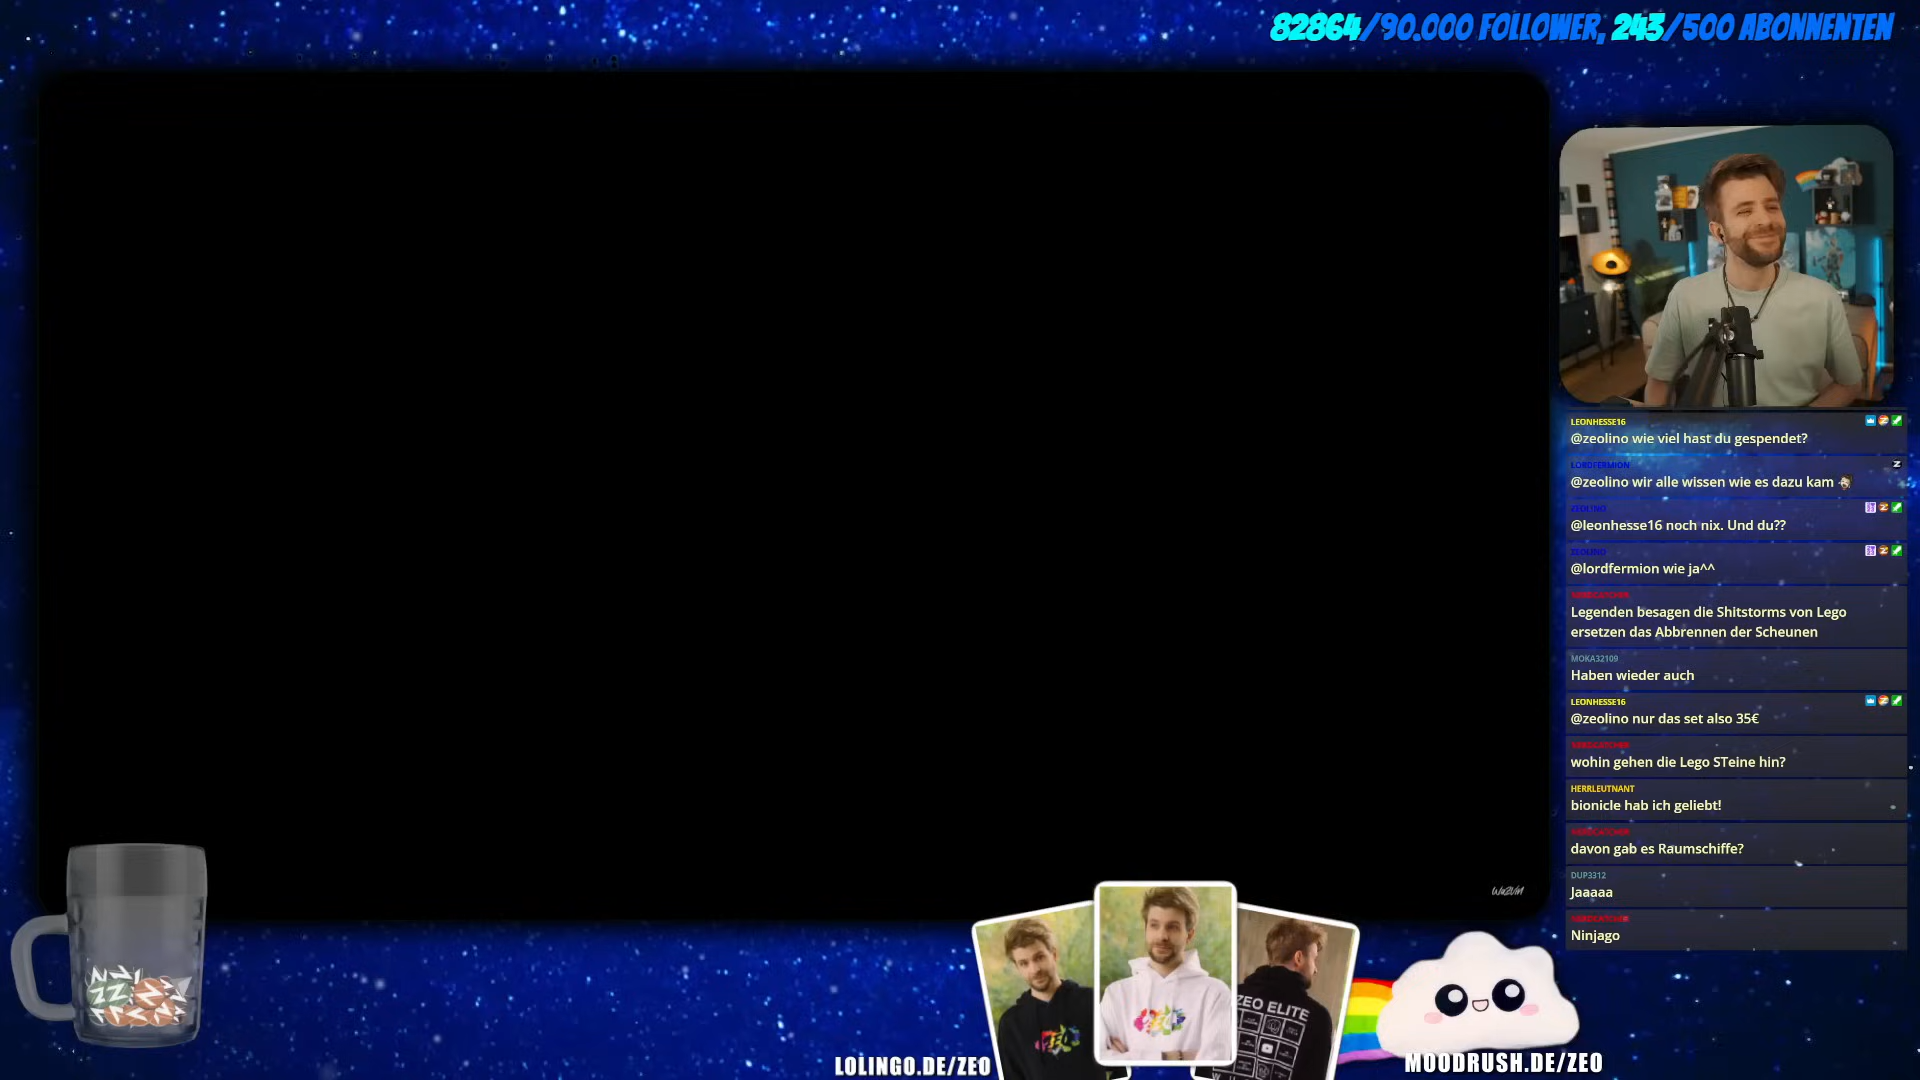 82864/90.000 FOLLOWER, 243/500 ABONNENTEN
LEONHESSE16
@zeolino wie viel hast du gespendet?
LORDFERMION
@zeolino wir alle wissen wie es dazu kam
ZEOLINO
@leonhesse16 noch nix. Und du??
ZEOLINO
@lordfermion wie ja^^
Legenden besagen die Shitstorms von Lego
ersetzen das Abbrennen der Scheunen
MOKA32109
Haben wieder auch
LEONHESSE16
@zeolino nur das set also 35€
wohin gehen die Lego STeine hin?
HERRLEUTNANT
bionicle hab ich geliebt!
davon gab es Raumschiffe?
DUP3312
Jaaaaa
Ninjago
ZEO ELITE
LOLINGO.DE/ZEO
MOODRUSH.DE/ZEO